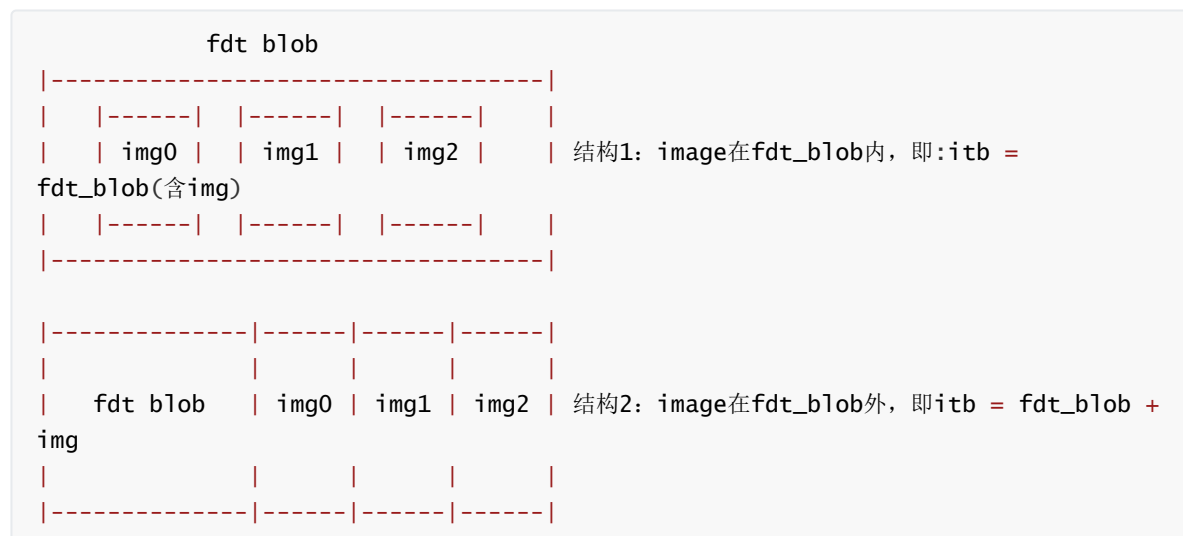 fdt blob
|-----------------------------------|
|   |------|  |------|  |------|    |
|   | img0 |  | img1 |  | img2 |    | 结构1：image在fdt_blob内，即:itb =
fdt_blob(含img)
|   |------|  |------|  |------|    |
|-----------------------------------|
|--------------|------|------|------|
|              |      |      |      |
|   fdt blob   | img0 | img1 | img2 | 结构2：image在fdt_blob外，即itb = fdt_blob +
img
|              |      |      |      |
|--------------|------|------|------|